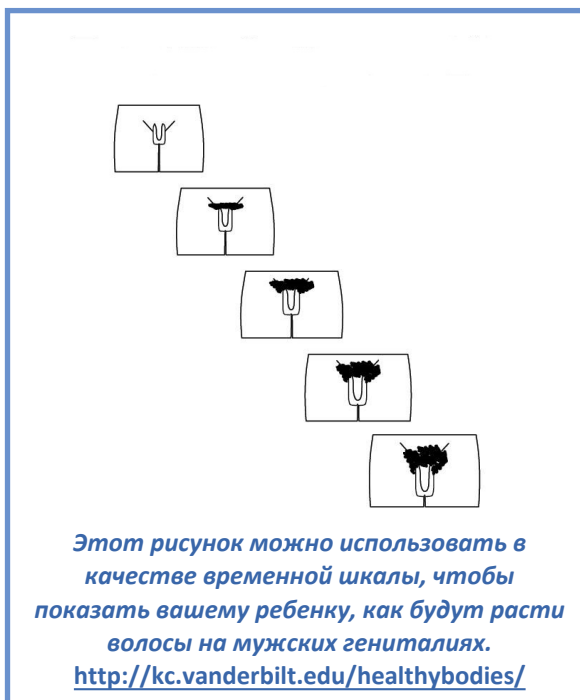 Этот рисунок можно использовать в
качестве временной шкалы, чтобы
показать вашему ребенку, как будут расти
волосы на мужских гениталиях.
http://kc.vanderbilt.edu/healthybodies/